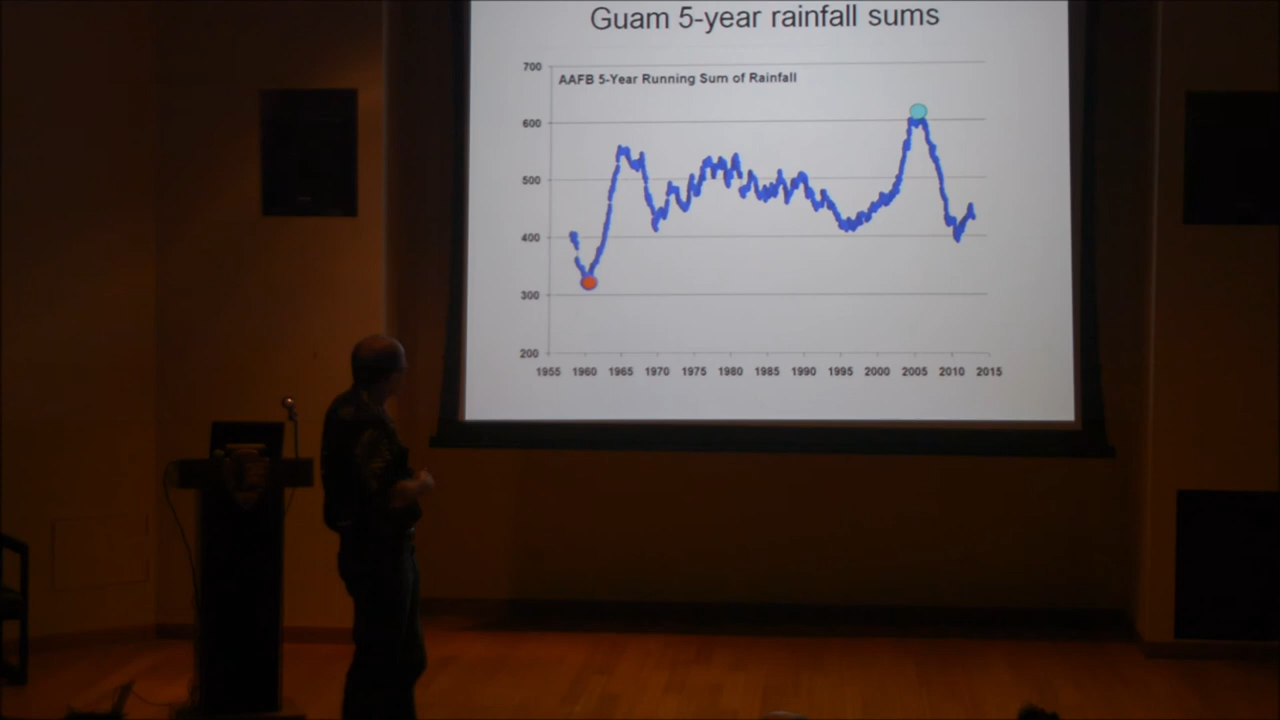 Guam 5-year rainfall sums
AAFB 5-Year Running Sum of Rainfall
700
600
500
400
300
200
1955 1960 1965 1970 1975 1980 1985 1990 1995 2000 2005 2010 2015